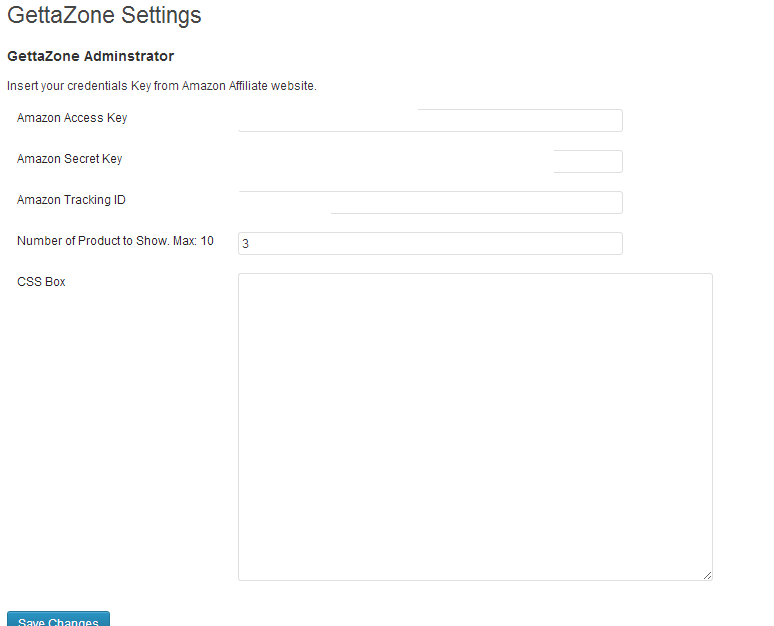 GettaZone Settings
GettaZone Adminstrator
Insert your credentials Key from Amazon Affiliate website.
Amazon Access Key
Amazon Secret Key
Amazon Tracking ID
Number of Product to Show. Max: 10
3
CSS Box
Save Changes